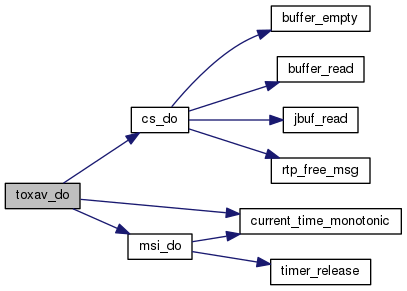 buffer_empty
buffer_read
cs_do
jbuf_read
rtp_free_msg
toxav_do
current_time_monotonic
msi_do
timer_release